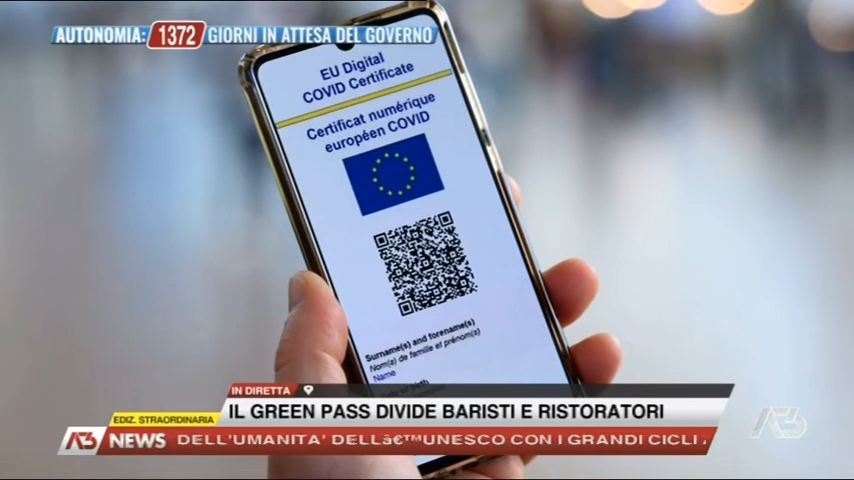 AUTONOMIA: 1372 GIORNI IN ATTESA DEL GOVERNO
EU Digital
COVID Certificate
Certificat numérique
européen COVID
Surname(s) and forename(s)
Nom(s) de famille et prénom(s)
Name
IN DIRETTA
EDIZ. STRAORDINARIA
IL GREEN PASS DIVIDE BARISTI E RISTORATORI
NEWS
DELL'UMANITA' DELLâ€™UNESCO CON I GRANDI CICLI